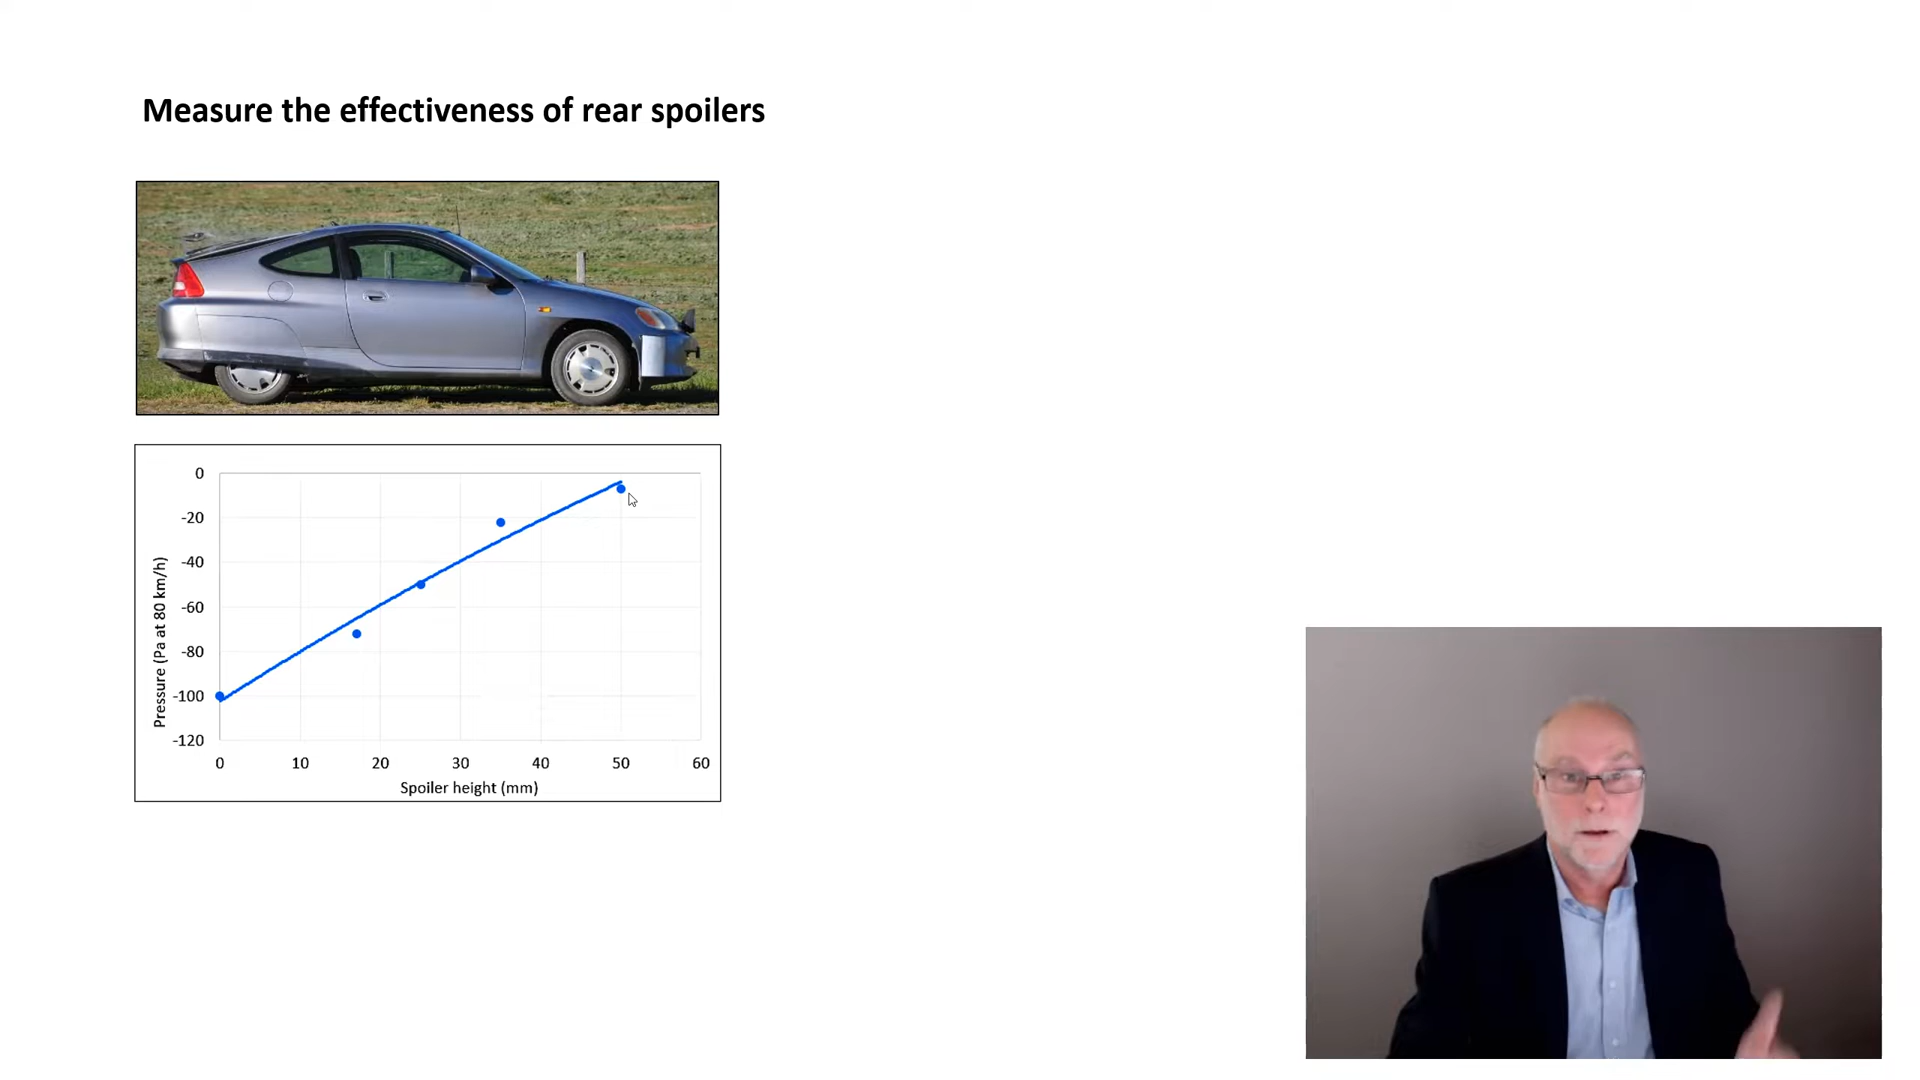 Measure the effectiveness of rear spoilers
0
-20
-40
-60
-80
-100
-120
Pressure (Pa at 80 km/h)
0 10 20 30 40 50 60
Spoiler height (mm)